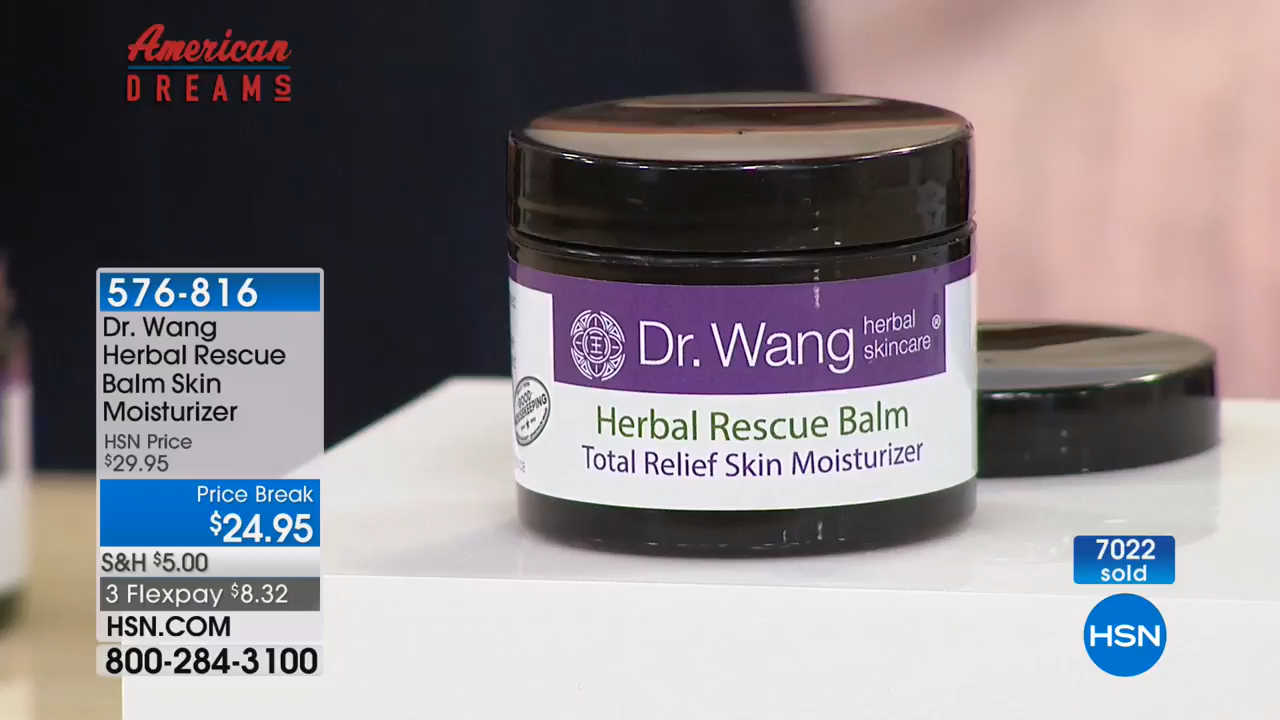 American
DREAMS
576-816
Dr. Wang
Herbal Rescue
Balm Skin
Moisturizer
HSN Price
$29.95
Price Break
$24.95
S&H $5.00
3 Flexpay $8.32
HSN.COM
800-284-3100
Dr. Wang herbal skincare®
GOOD HOUSEKEEPING
Herbal Rescue Balm
Total Relief Skin Moisturizer
7022
sold
HSN